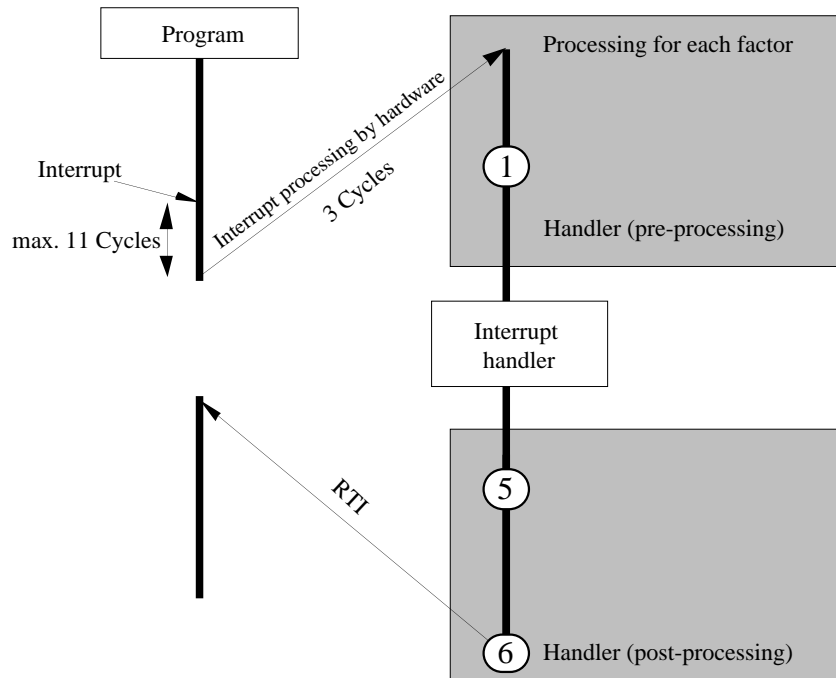 Program
Processing for each factor
Interrupt processing by hardware
3 Cycles
Interrupt
1
max. 11 Cycles
Handler (pre-processing)
Interrupt
handler
RTI
5
6
Handler (post-processing)